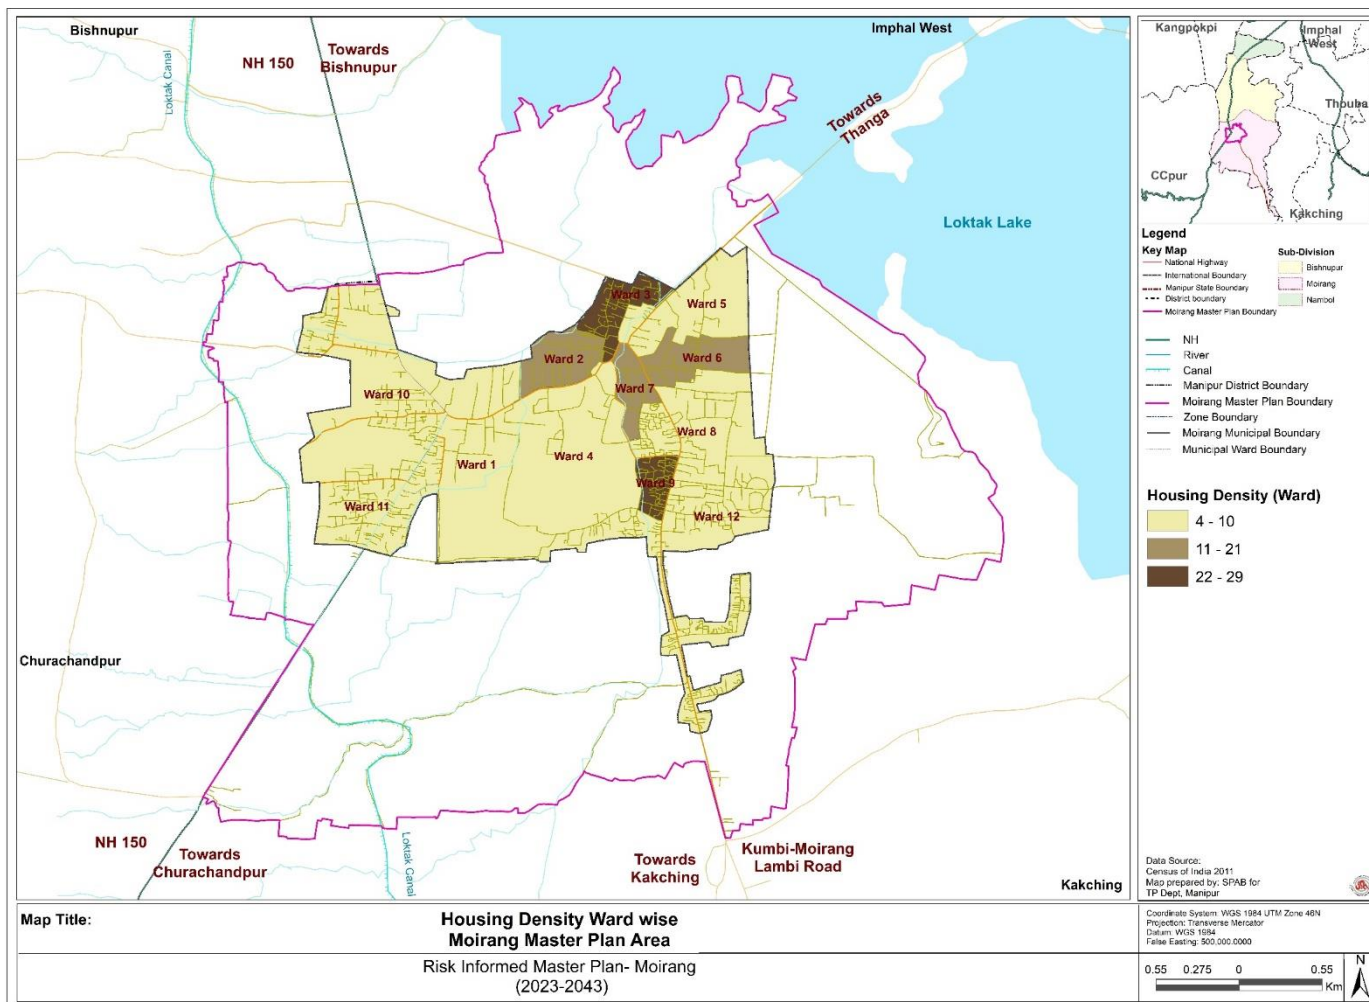 Bishnupur
Imphal West
NH 150
Towards
Bishnupur
Loktak Canal
Towards
Thanga
Loktak Lake
Ward 3
Ward 5
Ward 2
Ward 6
Ward 7
Ward 10
Ward 8
Ward 1
Ward 4
Ward 9
Ward 11
Ward 12
Churachandpur
NH 150
Towards
Churachandpur
Loktak Canal
Towards
Kakching
Kumbi-Moirang
Lambi Road
Kakching
Kangpokpi
Imphal
West
Thouba
CCpur
Kakching
Legend
Key Map
National Highway
International Boundary
Manipur State Boundary
District boundary
Moirang Master Plan Boundary
Sub-Division
Bishnupur
Moirang
Nambol
NH
River
Canal
Manipur District Boundary
Moirang Master Plan Boundary
Zone Boundary
Moirang Municipal Boundary
Municipal Ward Boundary
Housing Density (Ward)
4 - 10
11 - 21
22 - 29
Data Source:
Census of India 2011
Map prepared by: SPAB for
TP Dept, Manipur
Map Title:
Housing Density Ward wise
Moirang Master Plan Area
Risk Informed Master Plan- Moirang
(2023-2043)
Coordinate System: WGS 1984 UTM Zone 46N
Projection: Transverse Mercator
Datum: WGS 1984
False Easting: 500,000.0000
0.55 0.275 0 0.55
Km
N